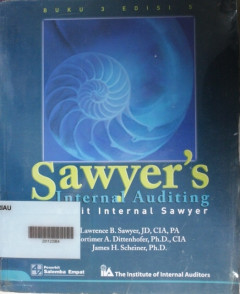 BUKU 3 EDISI 5
Sawyer's
Internal Auditing
Audit Internal Sawyer
Lawrence B. Sawyer, JD, CIA, PA
Mortimer A. Dittenhofer, Ph.D., CIA
James H. Scheiner, Ph.D.
Penerbit
Salemba Empat
IIA The Institute of Internal Auditors